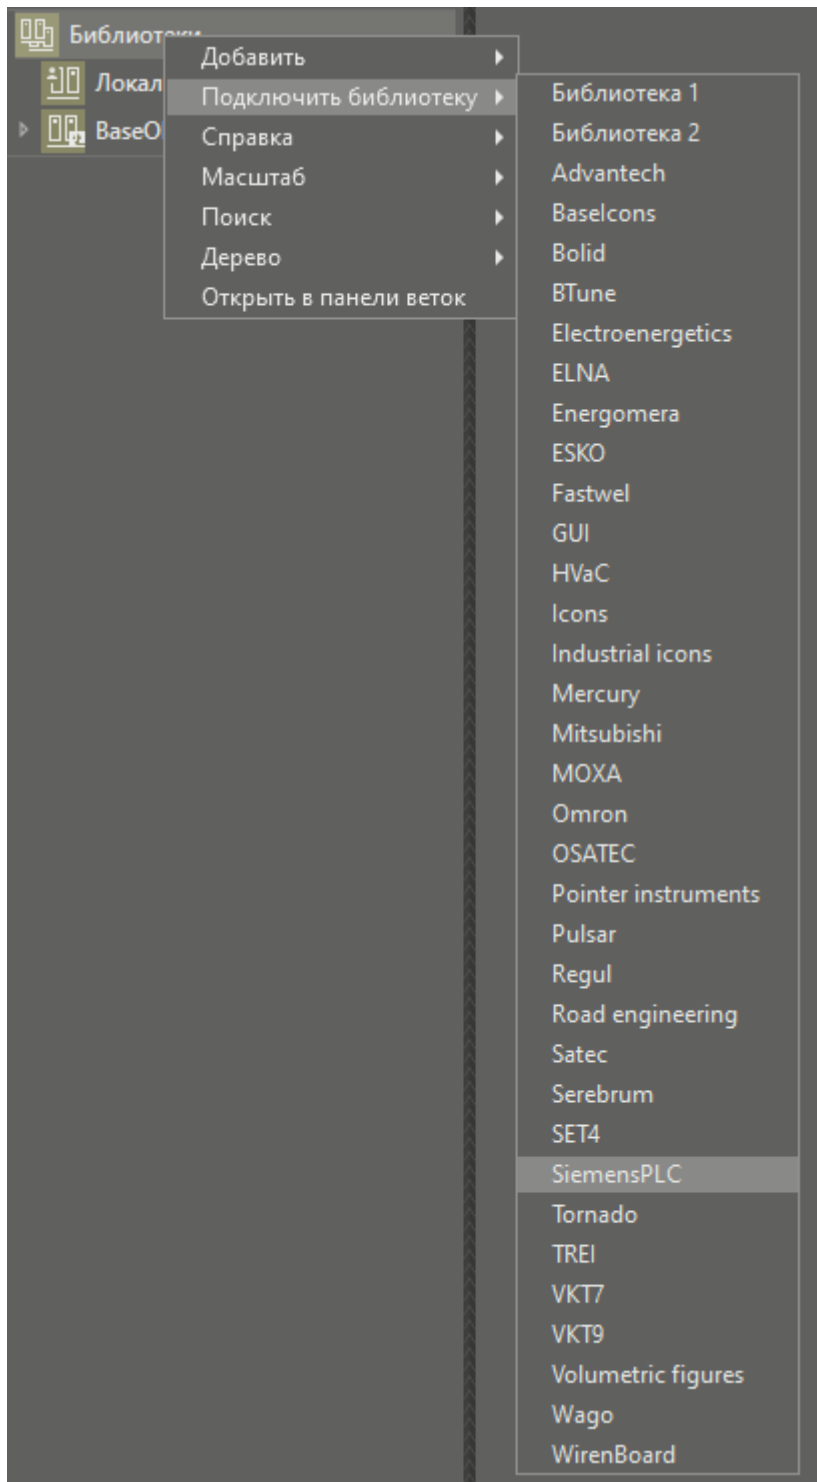 Библиотеки
Локал
BaseO
Добавить
Подключить библиотеку
Справка
Масштаб
Поиск
Дерево
Открыть в панели веток
Библиотека 1
Библиотека 2
Advantech
BaseIcons
Bolid
BTune
Electroenergetics
ELNA
Energomera
ESKO
Fastwel
GUI
HVaC
Icons
Industrial icons
Mercury
Mitsubishi
MOXA
Omron
OSATEC
Pointer instruments
Pulsar
Regul
Road engineering
Satec
Serebrum
SET4
SiemensPLC
Tornado
TREI
VKT7
VKT9
Volumetric figures
Wago
WirenBoard